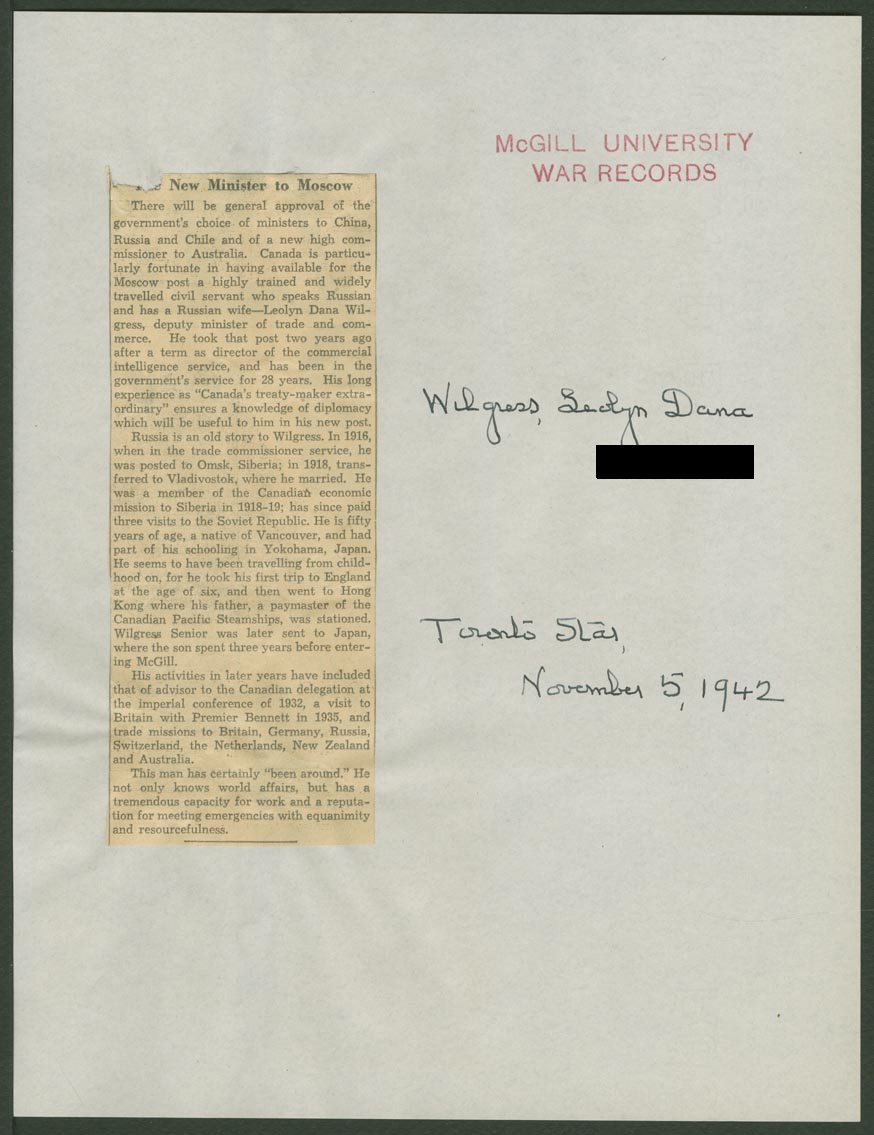 McGILL UNIVERSITY
WAR RECORDS
New Minister to Moscow
There will be general approval of the
government's choice of ministers to China,
Russia and Chile and of a new high com-
missioner to Australia. Canada is particu-
larly fortunate in having available for the
Moscow post a highly trained and widely
travelled civil servant who speaks Russian
and has a Russian wife—Leolyn Dana Wil-
gress, deputy minister of trade and com-
merce. He took that post two years ago
after a term as director of the commercial
intelligence service, and has been in the
government's service for 28 years. His long
experience as "Canada's treaty-maker extra-
ordinary" ensures a knowledge of diplomacy
which will be useful to him in his new post.
Russia is an old story to Wilgress. In 1916,
when in the trade commissioner service, he
was posted to Omsk, Siberia; in 1918, trans-
ferred to Vladivostok, where he married. He
was a member of the Canadian economic
mission to Siberia in 1918-19; has since paid
three visits to the Soviet Republic. He is fifty
years of age, a native of Vancouver, and had
part of his schooling in Yokohama, Japan.
He seems to have been travelling from child-
hood on, for he took his first trip to England
at the age of six, and then went to Hong
Kong where his father, a paymaster of the
Canadian Pacific Steamships, was stationed.
Wilgress Senior was later sent to Japan,
where the son spent three years before enter-
ing McGill.
His activities in later years have included
that of advisor to the Canadian delegation at
the imperial conference of 1932, a visit to
Britain with Premier Bennett in 1935, and
trade missions to Britain, Germany, Russia,
Switzerland, the Netherlands, New Zealand
and Australia.
This man has certainly "been around." He
not only knows world affairs, but has a
tremendous capacity for work and a reputa-
tion for meeting emergencies with equanimity
and resourcefulness.
Wilgress, Leolyn Dana
Toronto Star,
November 5, 1942